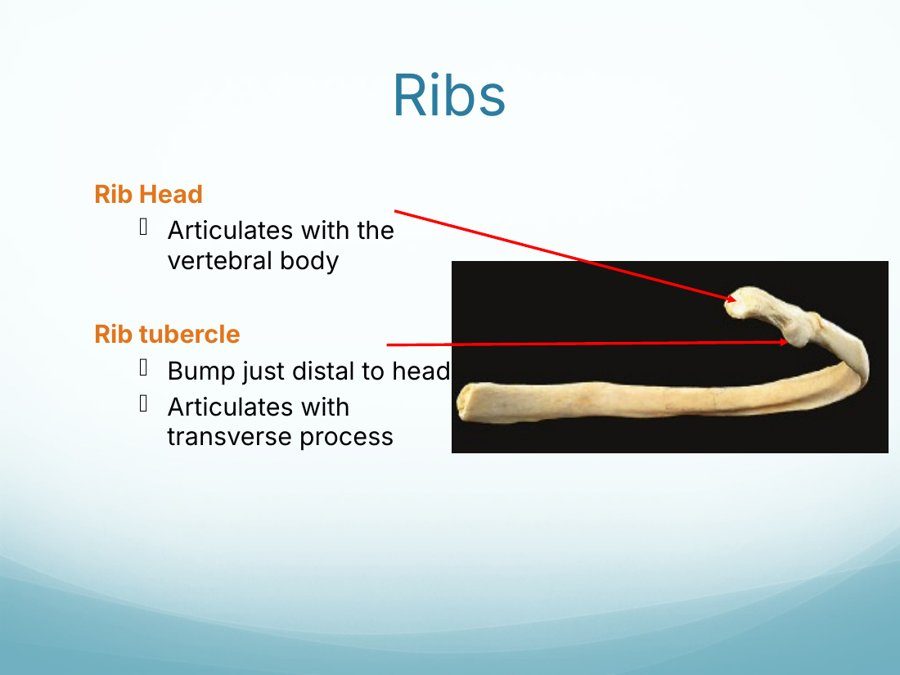 Ribs
Rib Head
Articulates with the
vertebral body
Rib tubercle
Bump just distal to head
Articulates with
transverse process